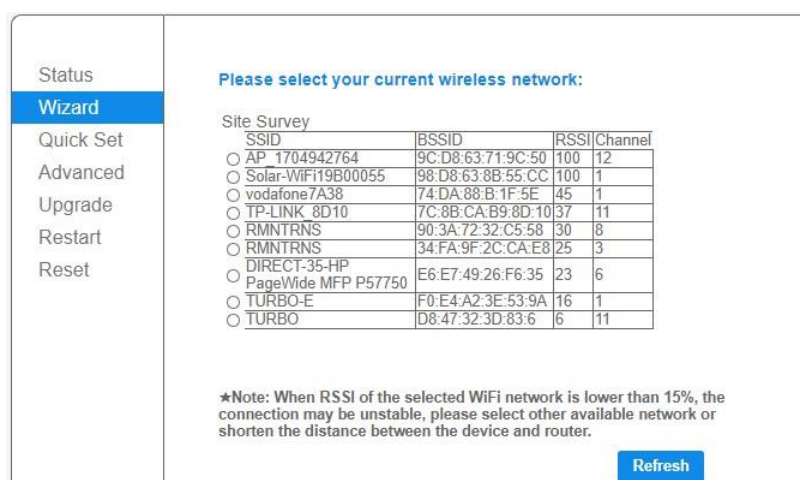 Status
Wizard
Quick Set
Advanced
Upgrade
Restart
Reset
Please select your current wireless network:
Site Survey
SSID BSSID RSSI Channel
AP_1704942764 9C:D8:63:71:9C:50 100 12
Solar-WiFi19B00055 98:D8:63:8B:55:CC 100 1
vodafone7A38 74:DA:88:B:1F:5E 45 1
TP-LINK_8D10 7C:8B:CA:B9:8D:10 37 11
RMNTRNS 90:3A:72:32:C5:58 30 8
RMNTRNS 34:FA:9F:2C:CA:E8 25 3
DIRECT-35-HP
PageWide MFP P57750 E6:E7:49:26:F6:35 23 6
TURBO-E F0:E4:A2:3E:53:9A 16 1
TURBO D8:47:32:3D:83:6 6 11
★Note: When RSSI of the selected WiFi network is lower than 15%, the
connection may be unstable, please select other available network or
shorten the distance between the device and router.
Refresh